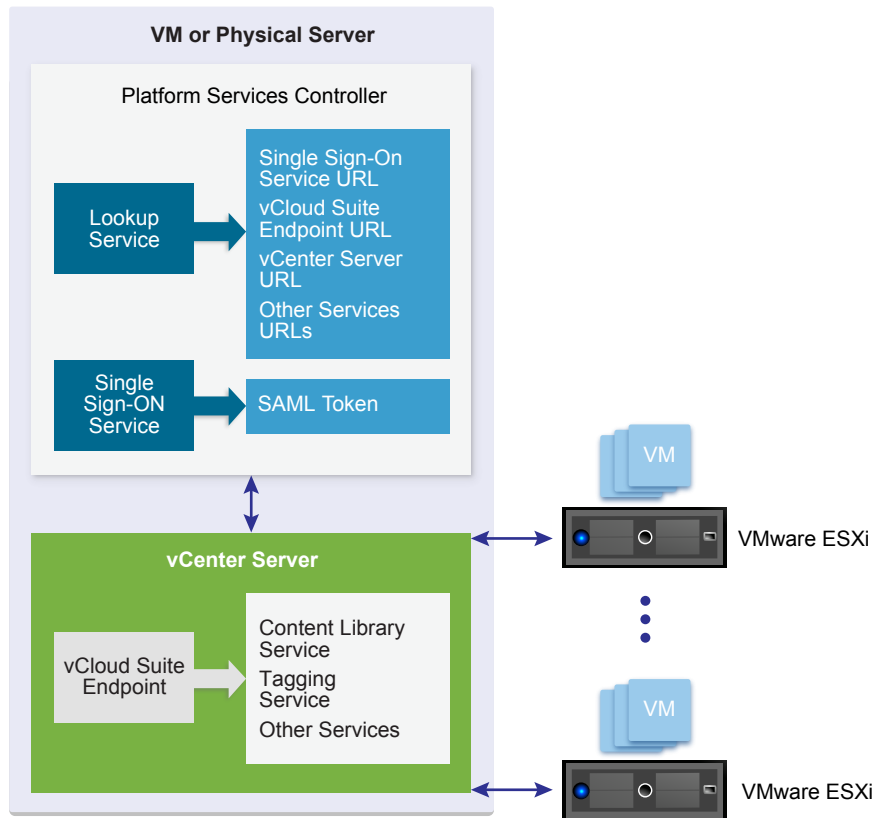 VM or Physical Server
Platform Services Controller
Lookup
Service
Single Sign-On
Service URL
vCloud Suite
Endpoint URL
vCenter Server
URL
Other Services
URLs
Single
Sign-ON
Service
SAML Token
vCenter Server
vCloud Suite
Endpoint
Content Library
Service
Tagging
Service
Other Services
VM
VMware ESXi
VM
VMware ESXi